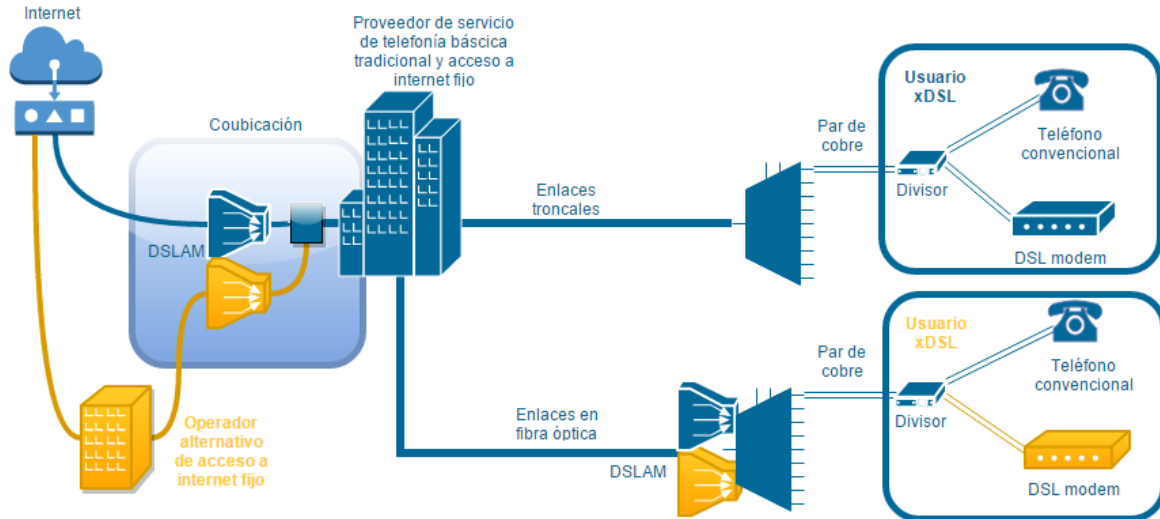 Internet
Proveedor de servicio
de telefonía báscica
tradicional y acceso a
internet fijo
Coubicación
DSLAM
Operador
alternativo
de acceso a
internet fijo
Enlaces
troncales
Par de
cobre
Usuario
xDSL
Teléfono
convencional
Divisor
DSL modem
Enlaces en
fibra óptica
DSLAM
Par de
cobre
Usuario
xDSL
Teléfono
convencional
Divisor
DSL modem